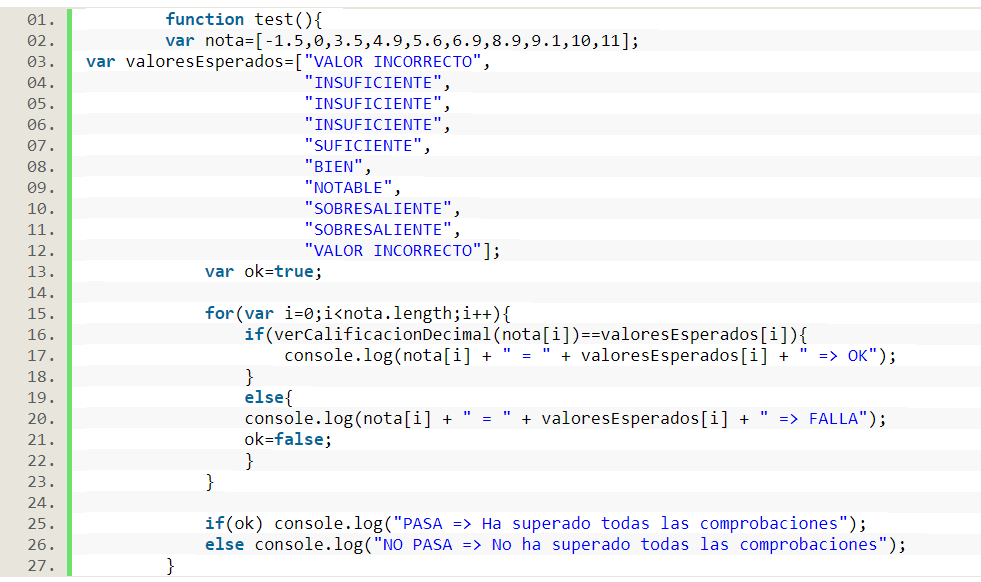 01. function test(){
02. var nota=[-1.5,0,3.5,4.9,5.6,6.9,8.9,9.1,10,11];
03. var valoresEsperados=["VALOR INCORRECTO",
04. "INSUFICIENTE",
05. "INSUFICIENTE",
06. "INSUFICIENTE",
07. "SUFICIENTE",
08. "BIEN",
09. "NOTABLE",
10. "SOBRESALIENTE",
11. "SOBRESALIENTE",
12. "VALOR INCORRECTO"];
13. var ok=true;
14.
15. for(var i=0;i<nota.length;i++){
16. if(verCalificacionDecimal(nota[i])==valoresEsperados[i]){
17. console.log(nota[i] + " = " + valoresEsperados[i] + " => OK");
18. }
19. else{
20. console.log(nota[i] + " = " + valoresEsperados[i] + " => FALLA");
21. ok=false;
22. }
23. }
24.
25. if(ok) console.log("PASA => Ha superado todas las comprobaciones");
26. else console.log("NO PASA => No ha superado todas las comprobaciones");
27. }